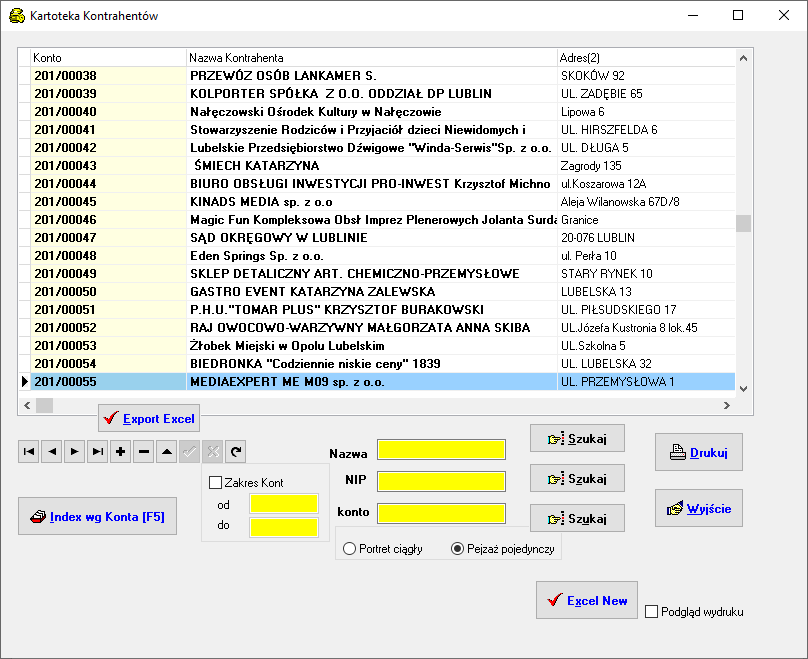 Kartoteka Kontrahentów
Konto Nazwa Kontrahenta Adres(2)
201/00038 PRZEWÓZ OSÓB LANKAMER S. SKOKÓW 92
201/00039 KOLPORTER SPÓŁKA Z O.O. ODDZIAŁ DP LUBLIN UL. ZADĘBIE 65
201/00040 Nałęczowski Ośrodek Kultury w Nałęczowie Lipowa 6
201/00041 Stowarzyszenie Rodziców i Przyjaciół dzieci Niewidomych i UL. HIRSZFELDA 6
201/00042 Lubelskie Przedsiębiorstwo Dźwigowe "Winda-Serwis"Sp. z o.o. UL. DŁUGA 5
201/00043 ŚMIECH KATARZYNA Zagrody 135
201/00044 BIURO OBSŁUGI INWESTYCJI PRO-INWEST Krzysztof Michno ul.Koszarowa 12A
201/00045 KINADS MEDIA sp. z o.o Aleja Wilanowska 67D/8
201/00046 Magic Fun Kompleksowa Obsł Imprez Plenerowych Jolanta Surda Granice
201/00047 SĄD OKRĘGOWY W LUBLINIE 20-076 LUBLIN
201/00048 Eden Springs Sp. z o.o. ul. Perła 10
201/00049 SKLEP DETALICZNY ART. CHEMICZNO-PRZEMYSŁOWE STARY RYNEK 10
201/00050 GASTRO EVENT KATARZYNA ZALEWSKA LUBELSKA 13
201/00051 P.H.U."TOMAR PLUS" KRZYSZTOF BURAKOWSKI UL. PIŁSUDSKIEGO 17
201/00052 RAJ OWOCOWO-WARZYWNY MAŁGORZATA ANNA SKIBA UL.Józefa Kustronia 8 lok.45
201/00053 Żłobek Miejski w Opolu Lubelskim UL.Szkolna 5
201/00054 BIEDRONKA "Codziennie niskie ceny" 1839 UL. LUBELSKA 32
201/00055 MEDIAEXPERT ME M09 sp. z o.o. UL. PRZEMYSŁOWA 1
Export Excel
Nazwa Szukaj
NIP Szukaj
konto Szukaj
Drukuj
Wyjście
Zakres Kont
od
do
Index wg Konta [F5]
Portret ciągły Pejzaż pojedynczy
Excel New
Podgląd wydruku